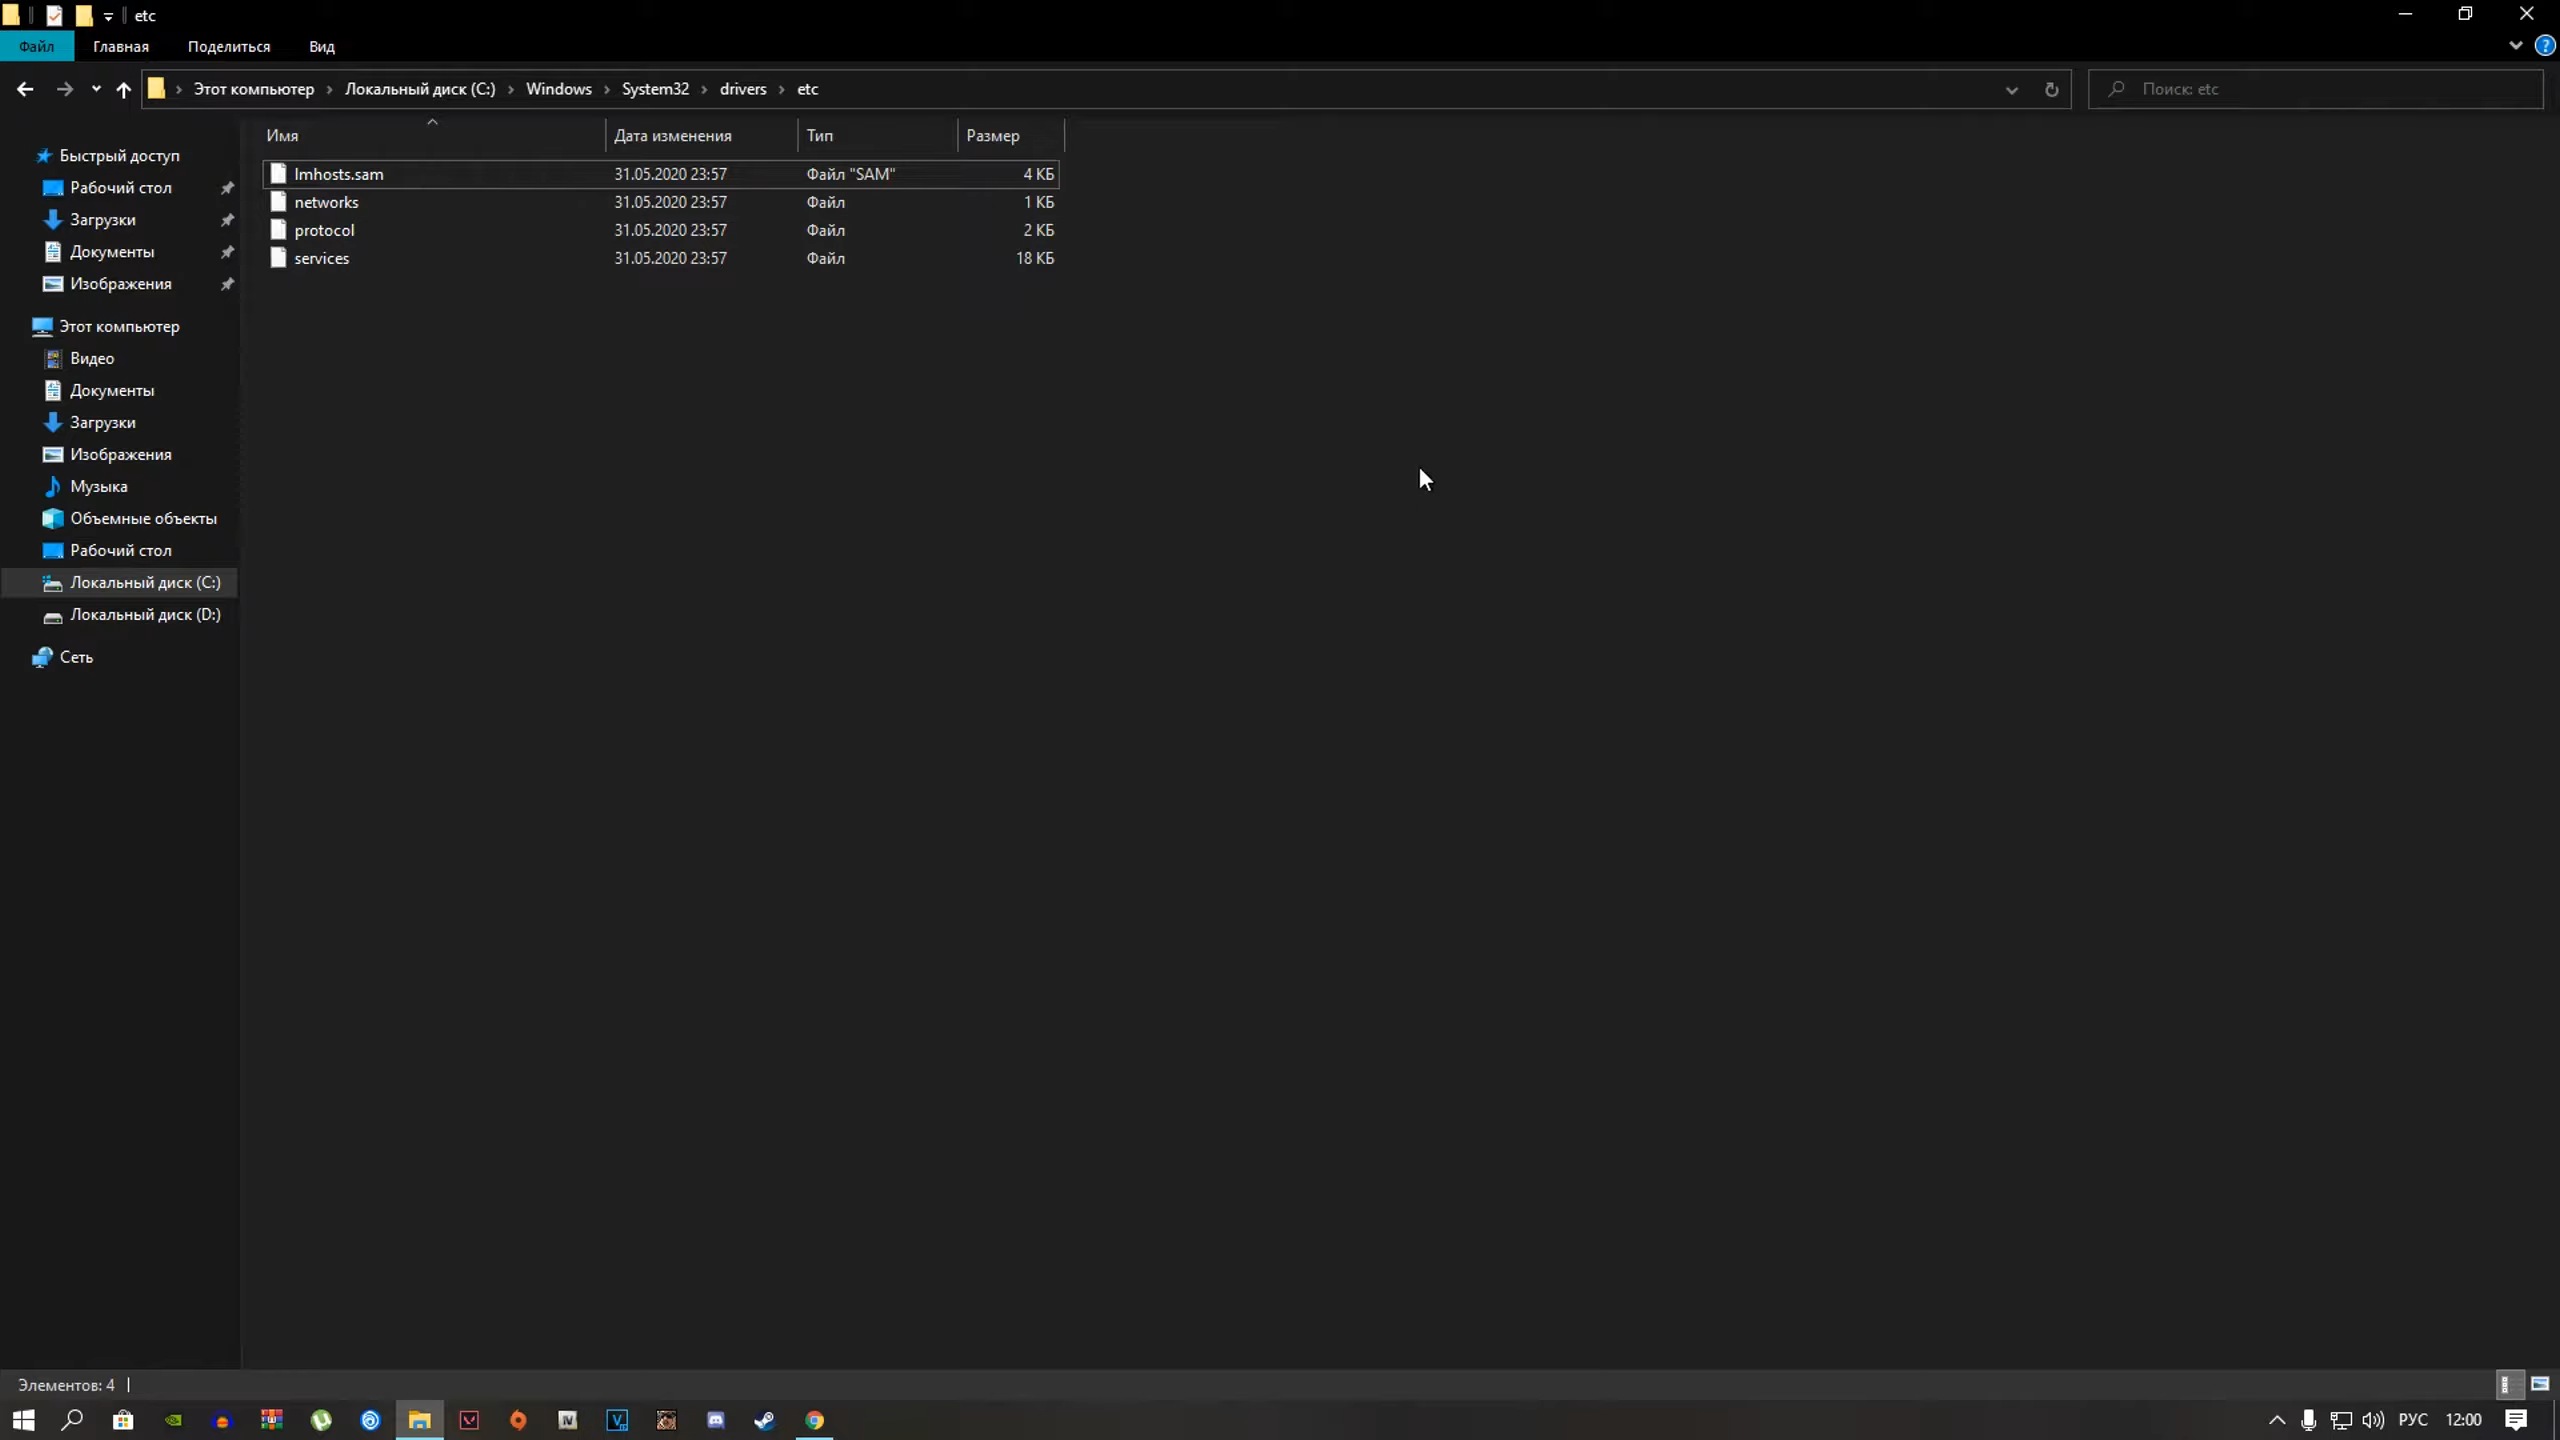 etc
Файл Главная Поделиться Вид
Этот компьютер Локальный диск (C:) Windows System32 drivers etc
Поиск: etc
Имя Дата изменения Тип Размер
lmhosts.sam 31.05.2020 23:57 Файл "SAM" 4 КБ
networks 31.05.2020 23:57 Файл 1 КБ
protocol 31.05.2020 23:57 Файл 2 КБ
services 31.05.2020 23:57 Файл 18 КБ
Быстрый доступ
Рабочий стол
Загрузки
Документы
Изображения
Этот компьютер
Видео
Документы
Загрузки
Изображения
Музыка
Объемные объекты
Рабочий стол
Локальный диск (C:)
Локальный диск (D:)
Сеть
Элементов: 4
РУС 12:00